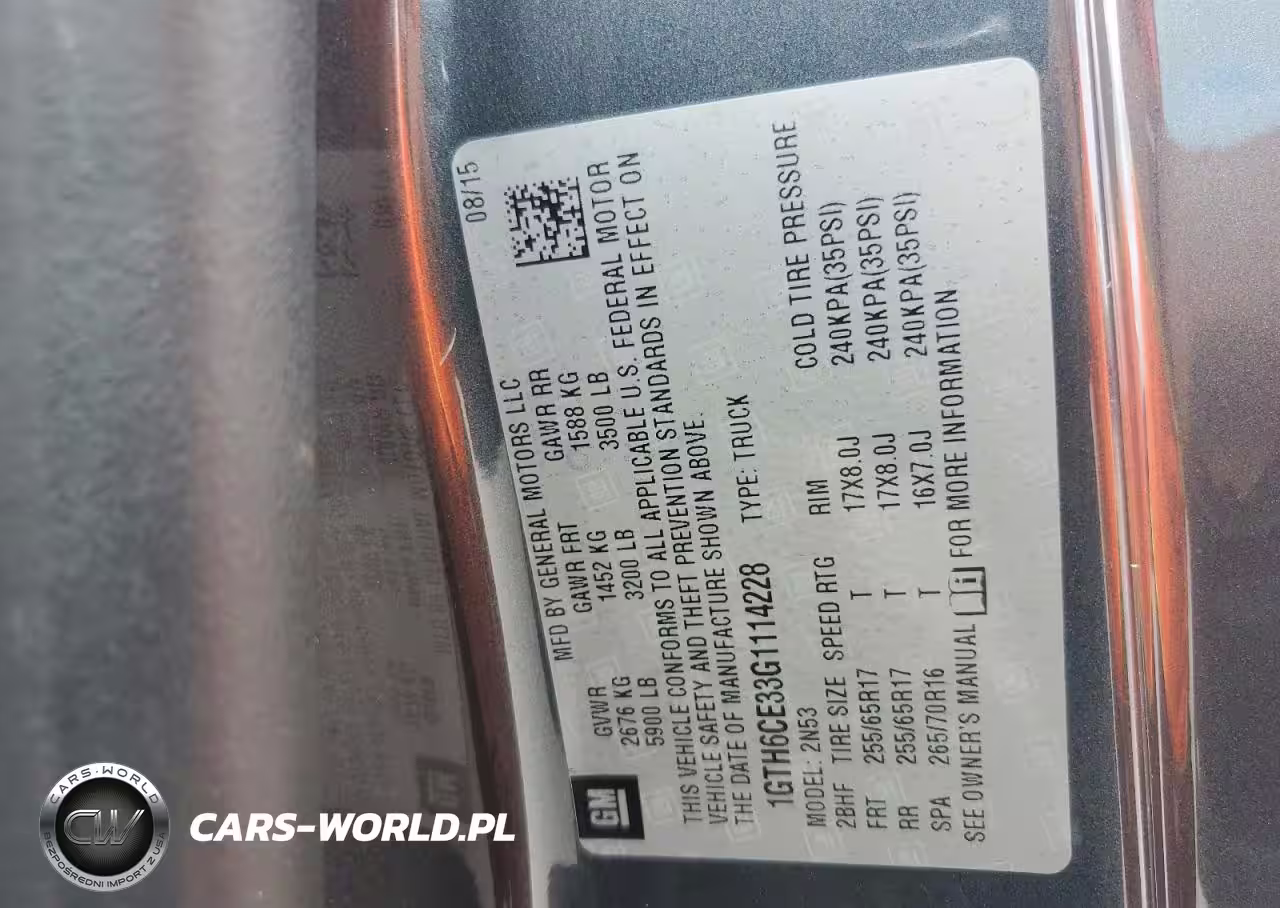 08/15
MFD BY GENERAL MOTORS LLC
GVWR GAWR FRT GAWR RR
2676 KG 1452 KG 1588 KG
5900 LB 3200 LB 3500 LB
THIS VEHICLE CONFORMS TO ALL APPLICABLE U.S. FEDERAL MOTOR
VEHICLE SAFETY AND THEFT PREVENTION STANDARDS IN EFFECT ON
THE DATE OF MANUFACTURE SHOWN ABOVE.
1GTH6CE33G1114228 TYPE: TRUCK
MODEL: 2N53
2BHF TIRE SIZE SPEED RTG RIM COLD TIRE PRESSURE
FRT 255/65R17 T 17X8.0J 240KPA(35PSI)
RR 255/65R17 T 17X8.0J 240KPA(35PSI)
SPA 265/70R16 T 16X7.0J 240KPA(35PSI)
SEE OWNER'S MANUAL FOR MORE INFORMATION
GM
CARS-WORLD
CW
BEZPOŚREDNI IMPORT Z USA
CARS-WORLD.PL